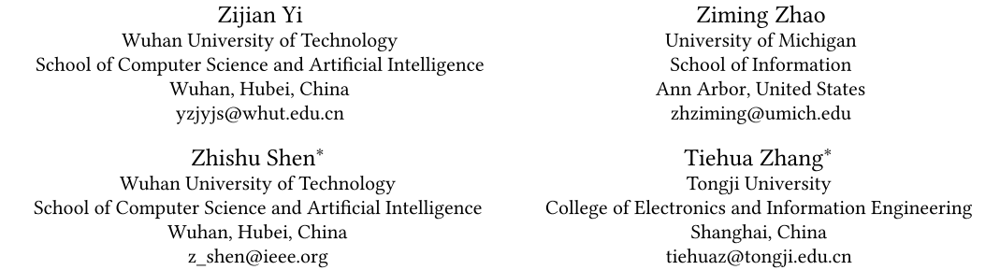 Zijian Yi
Wuhan University of Technology
School of Computer Science and Artificial Intelligence
Wuhan, Hubei, China
yzjyjs@whut.edu.cn
Ziming Zhao
University of Michigan
School of Information
Ann Arbor, United States
zhziming@umich.edu
Zhishu Shen*
Wuhan University of Technology
School of Computer Science and Artificial Intelligence
Wuhan, Hubei, China
z_shen@ieee.org
Tiehua Zhang*
Tongji University
College of Electronics and Information Engineering
Shanghai, China
tiehuaz@tongji.edu.cn